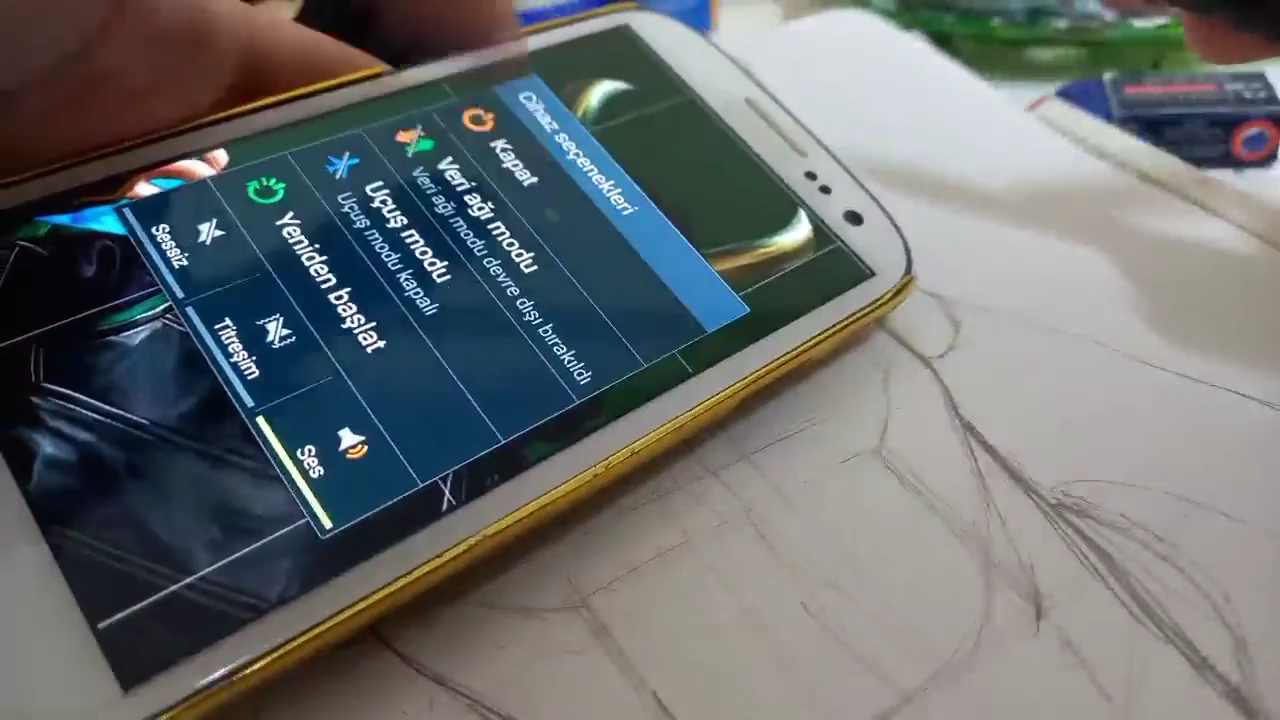 Cihaz seçenekleri
Kapat
Veri ağı modu
Veri ağı modu devre dışı bırakıldı
Uçuş modu
Uçuş modu kapalı
Yeniden başlat
Sessiz
Titreşim
Ses